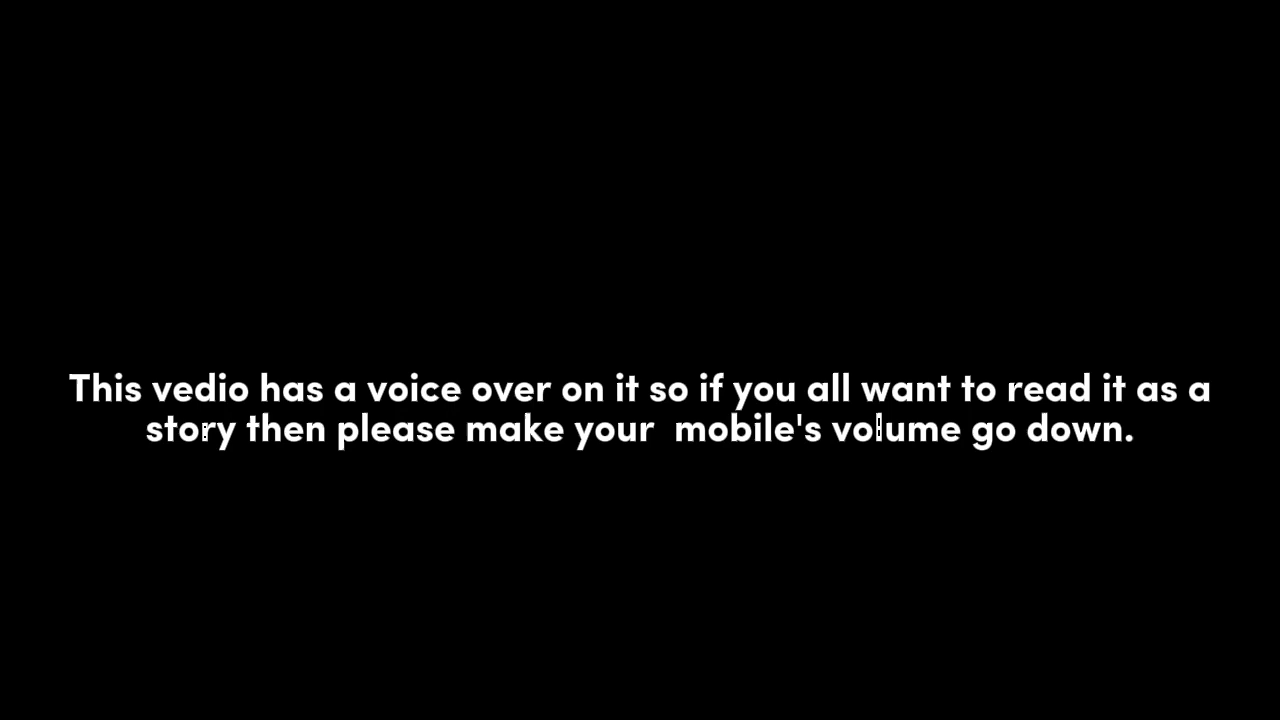 This vedio has a voice over on it so if you all want to read it as a
story then please make your  mobile's volume go down.